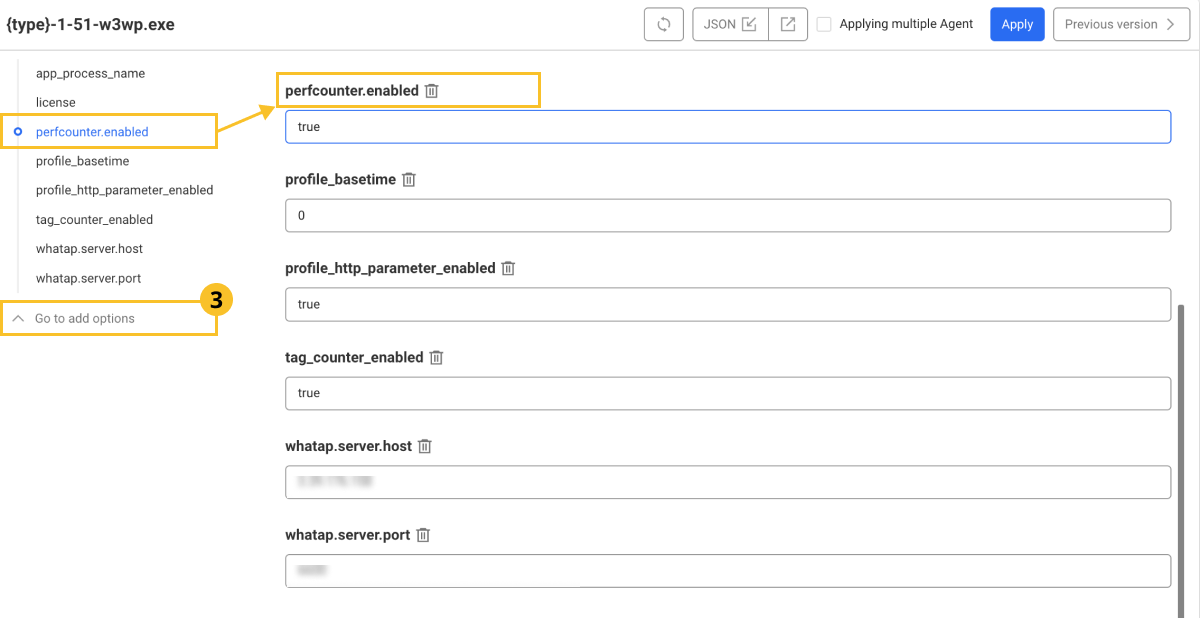 {type}-1-51-w3wp.exe
JSON
Applying multiple Agent
Apply
Previous version
app_process_name
license
perfcounter.enabled
profile_basetime
profile_http_parameter_enabled
tag_counter_enabled
whatap.server.host
whatap.server.port
3
Go to add options
perfcounter.enabled
true
profile_basetime
0
profile_http_parameter_enabled
true
tag_counter_enabled
true
whatap.server.host
whatap.server.port